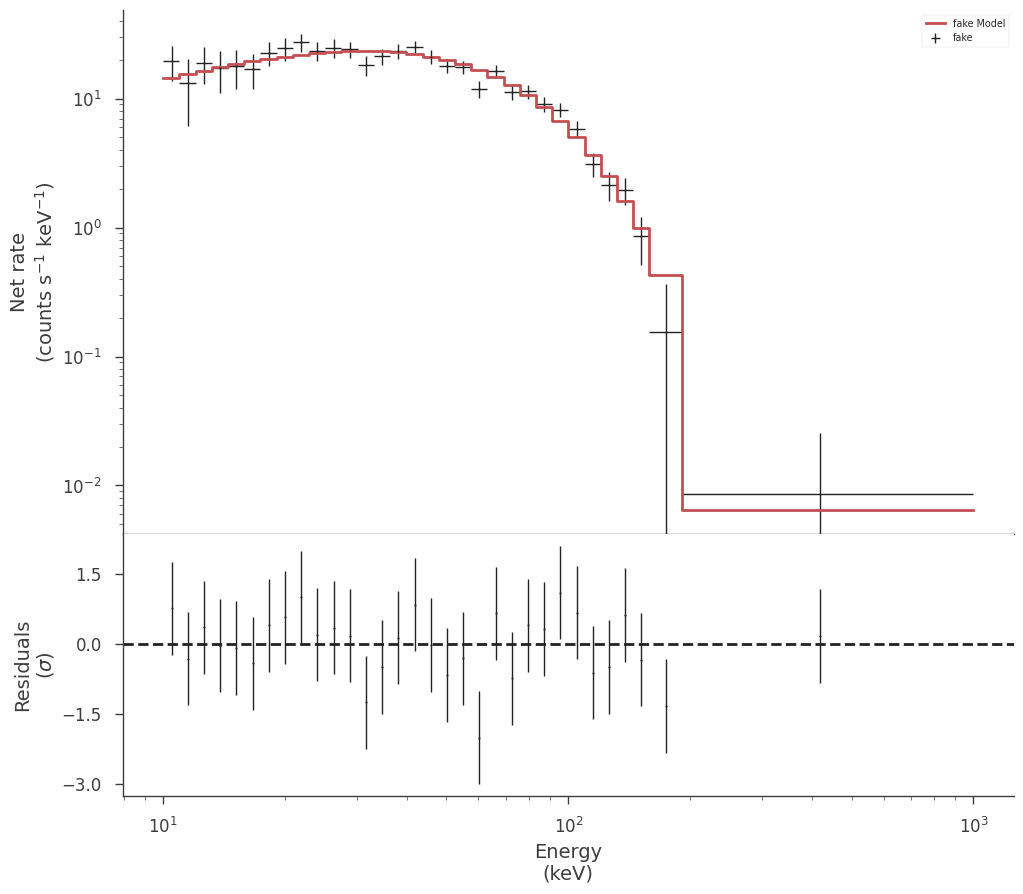 fake Model
fake
10¹
10⁰
10⁻¹
10⁻²
Net rate
(counts s⁻¹ keV⁻¹)
1.5
0.0
−1.5
−3.0
Residuals
(σ)
10¹ 10² 10³
Energy
(keV)